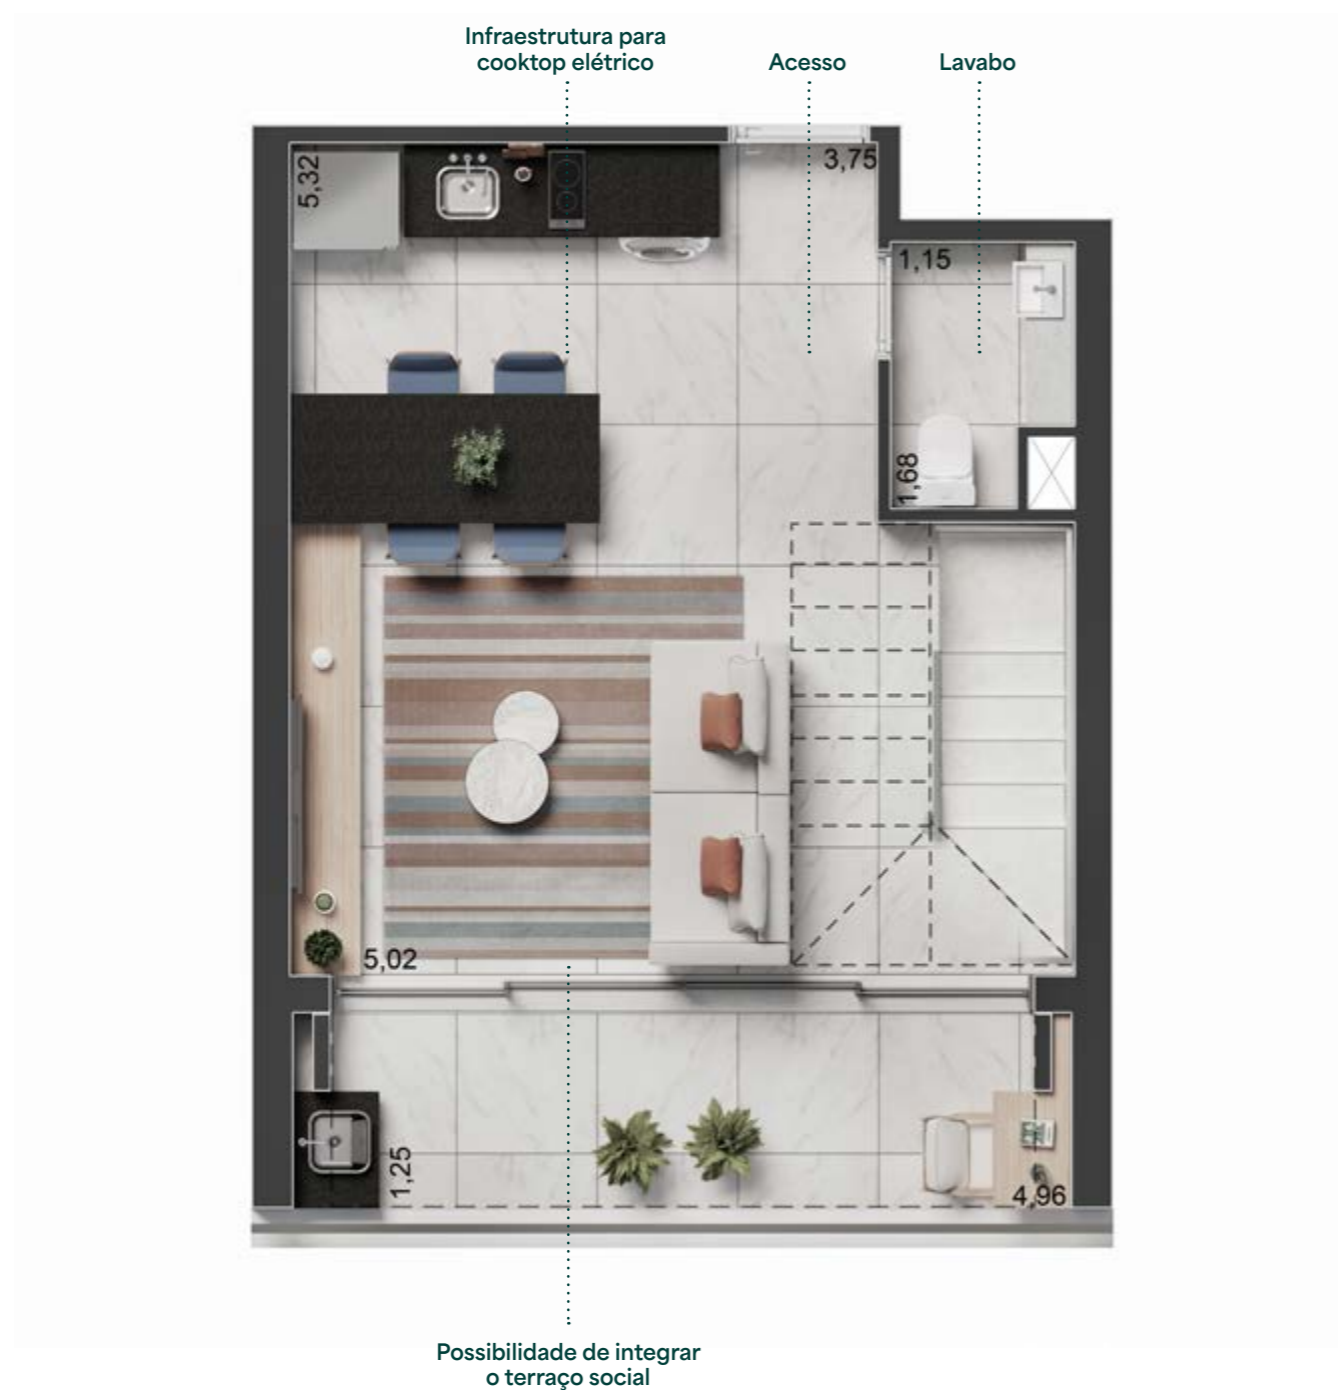 Infraestrutura para
cooktop elétrico
Acesso
Lavabo
5,32
3,75
1,15
1,68
5,02
1,25
4,96
Possibilidade de integrar
o terraço social